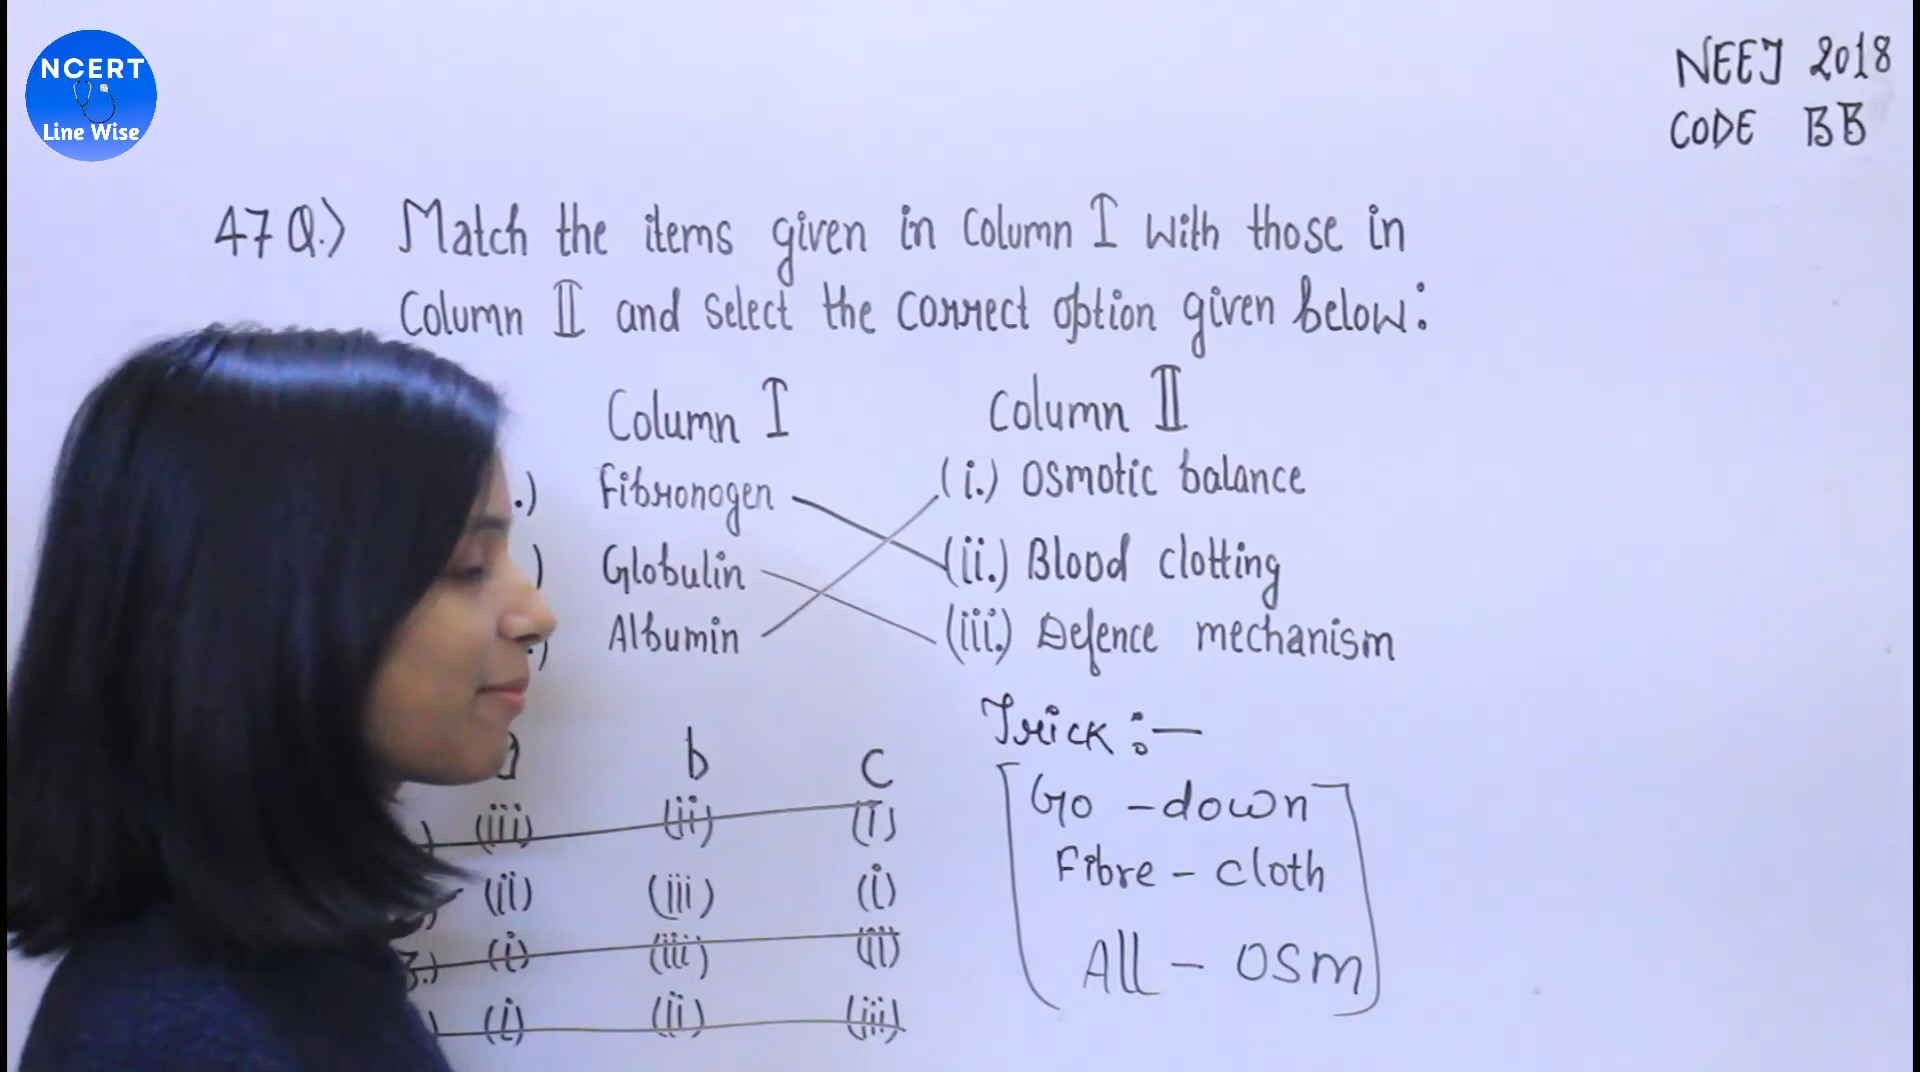 NCERT
Line Wise
NEET 2018
CODE BB
47 Q.) Match the items given in Column I with those in
Column II and select the correct option given below:
Column I Column II
.) Fibronogen (i.) Osmotic balance
) Globulin (ii.) Blood clotting
.) Albumin (iii.) Defence mechanism
a b c
) (iii) (ii) (i)
) (ii) (iii) (i)
3.) (i) (iii) (ii)
) (i) (ii) (iii)
Trick :-
Go - down
Fibre - cloth
All - OSM